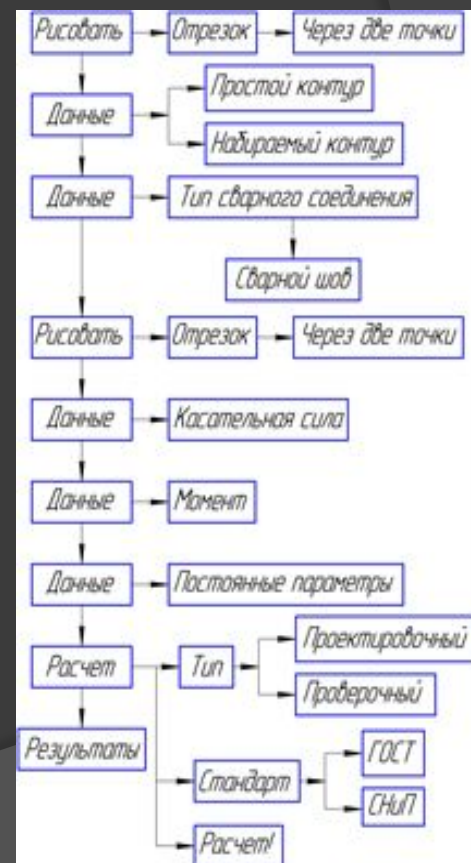 Рисовать Отрезок Через две точки
Простой контур
Данные
Набираемый контур
Данные Тип сварного соединения
Сварной шов
Рисовать Отрезок Через две точки
Данные Касательная сила
Данные Момент
Данные Постоянные параметры
Проектировочный
Расчет Тип
Проверочный
Результаты ГОСТ
Стандарт
СНиП
Расчет!